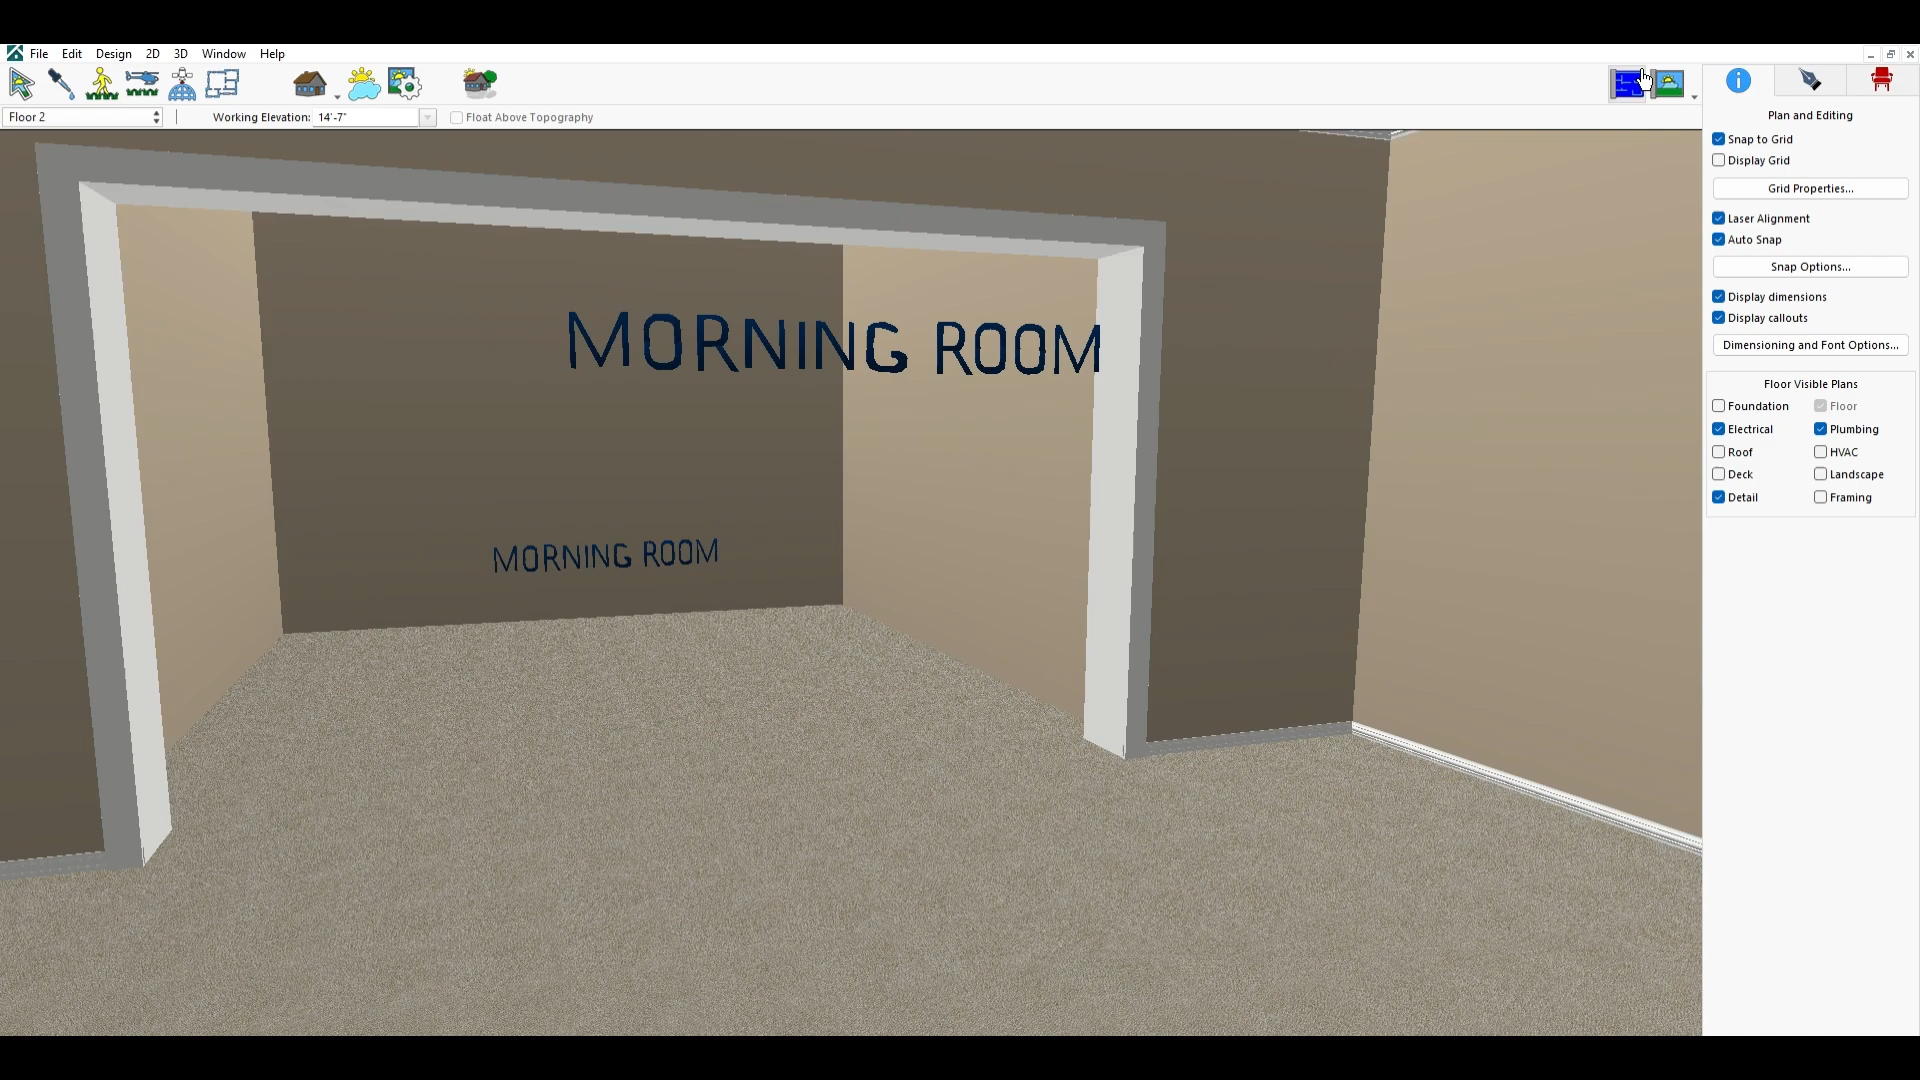 File Edit Design 2D 3D Window Help
Floor 2 Working Elevation: 14'-7" Float Above Topography
Plan and Editing
Snap to Grid
Display Grid
Grid Properties...
Laser Alignment
Auto Snap
Snap Options...
Display dimensions
Display callouts
Dimensioning and Font Options...
Floor Visible Plans
Foundation Floor
Electrical Plumbing
Roof HVAC
Deck Landscape
Detail Framing
MORNING ROOM
MORNING ROOM